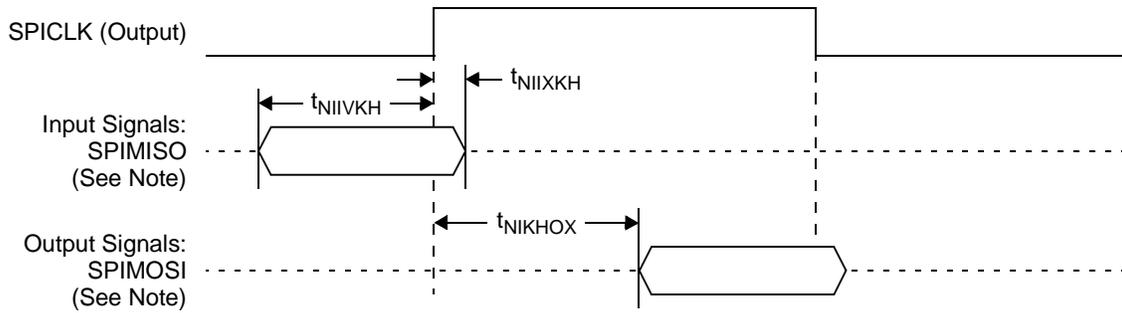 SPICLK (Output)
tNIIXKH
tNIIVKH
Input Signals:
SPIMISO
(See Note)
tNIKHOX
Output Signals:
SPIMOSI
(See Note)